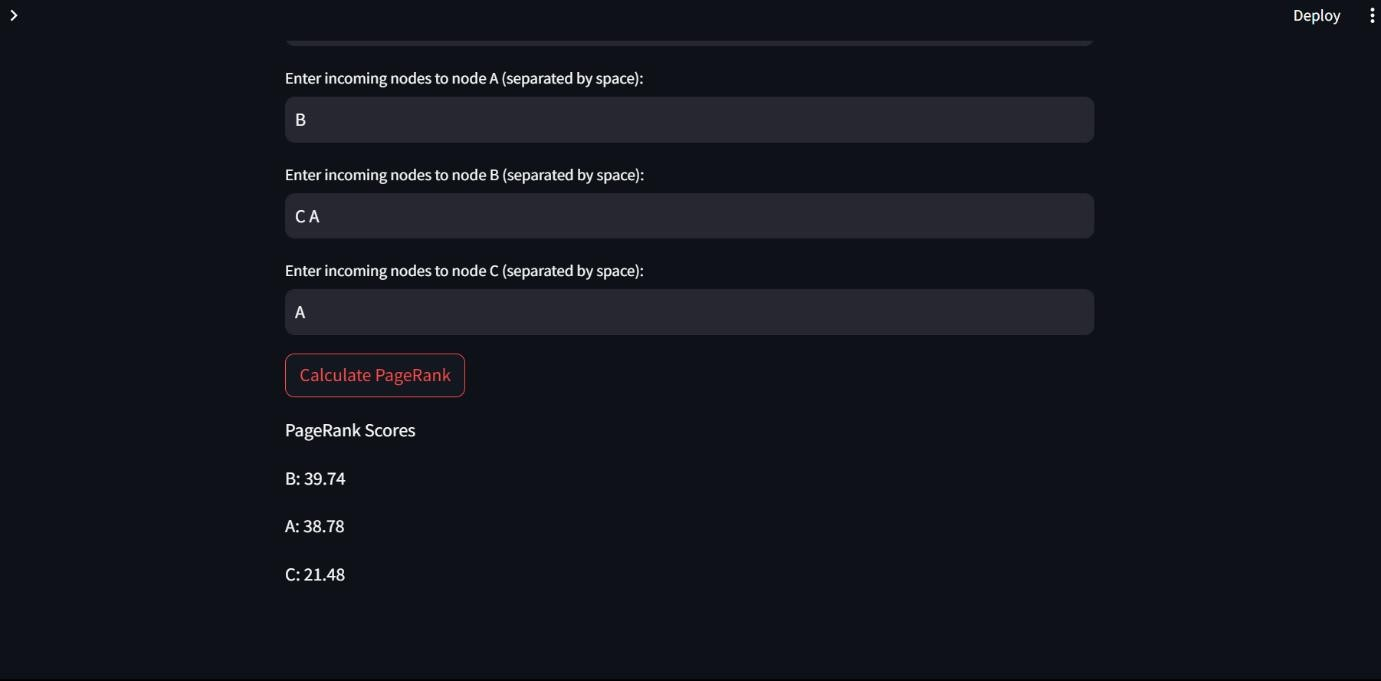 Deploy
Enter incoming nodes to node A (separated by space):
B
Enter incoming nodes to node B (separated by space):
C A
Enter incoming nodes to node C (separated by space):
A
Calculate PageRank
PageRank Scores
B: 39.74
A: 38.78
C: 21.48